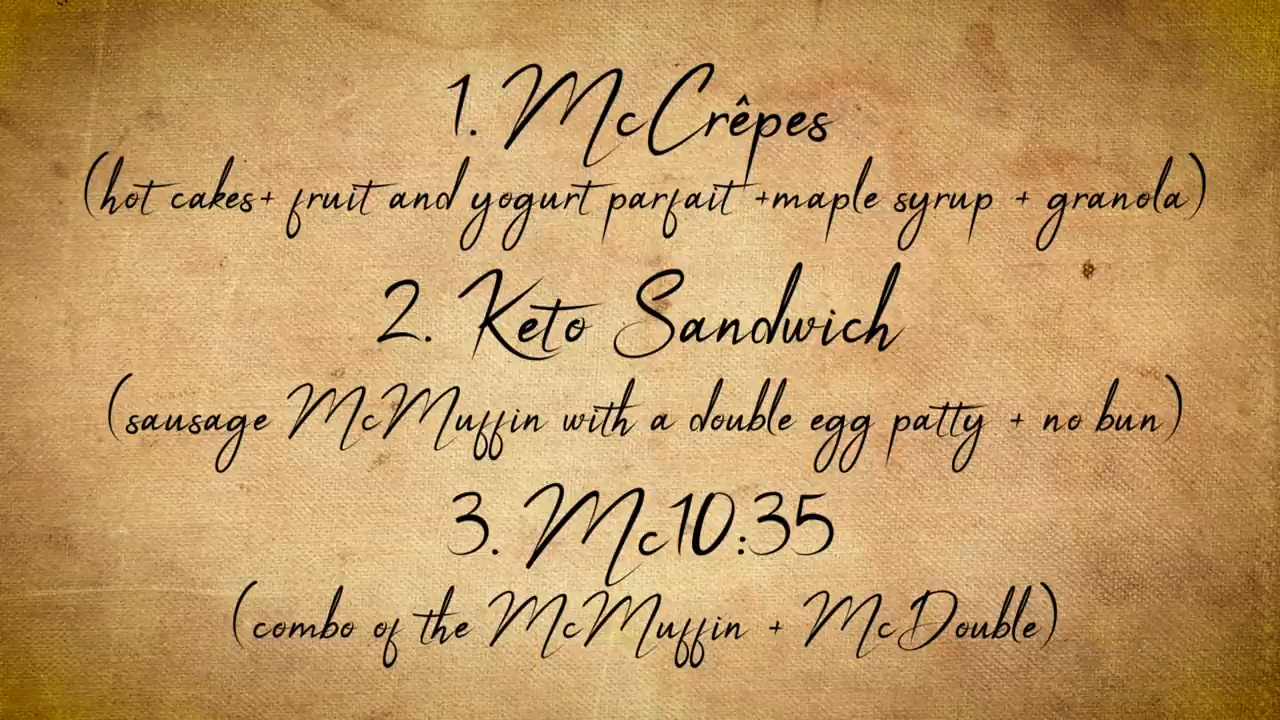 1. McCrêpes
(hot cakes+ fruit and yogurt parfait +maple syrup + granola)
2. Keto Sandwich
(sausage McMuffin with a double egg patty + no bun)
3. Mc10:35
(combo of the McMuffin + McDouble)